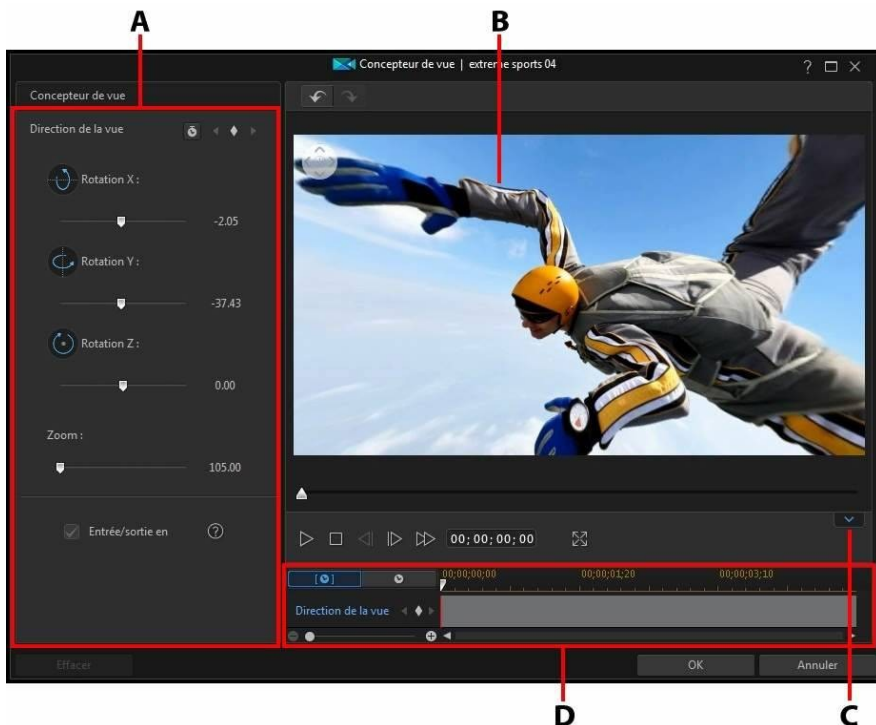 A
B
Concepteur de vue | extreme sports 04
Concepteur de vue
Direction de la vue
Rotation X :
-2.05
Rotation Y :
-37.43
Rotation Z :
0.00
Zoom :
105.00
Entrée/sortie en
00;00;00;00
00;00;00;00 00;00;01;20 00;00;03;10
Direction de la vue
Effacer
OK
Annuler
D
C